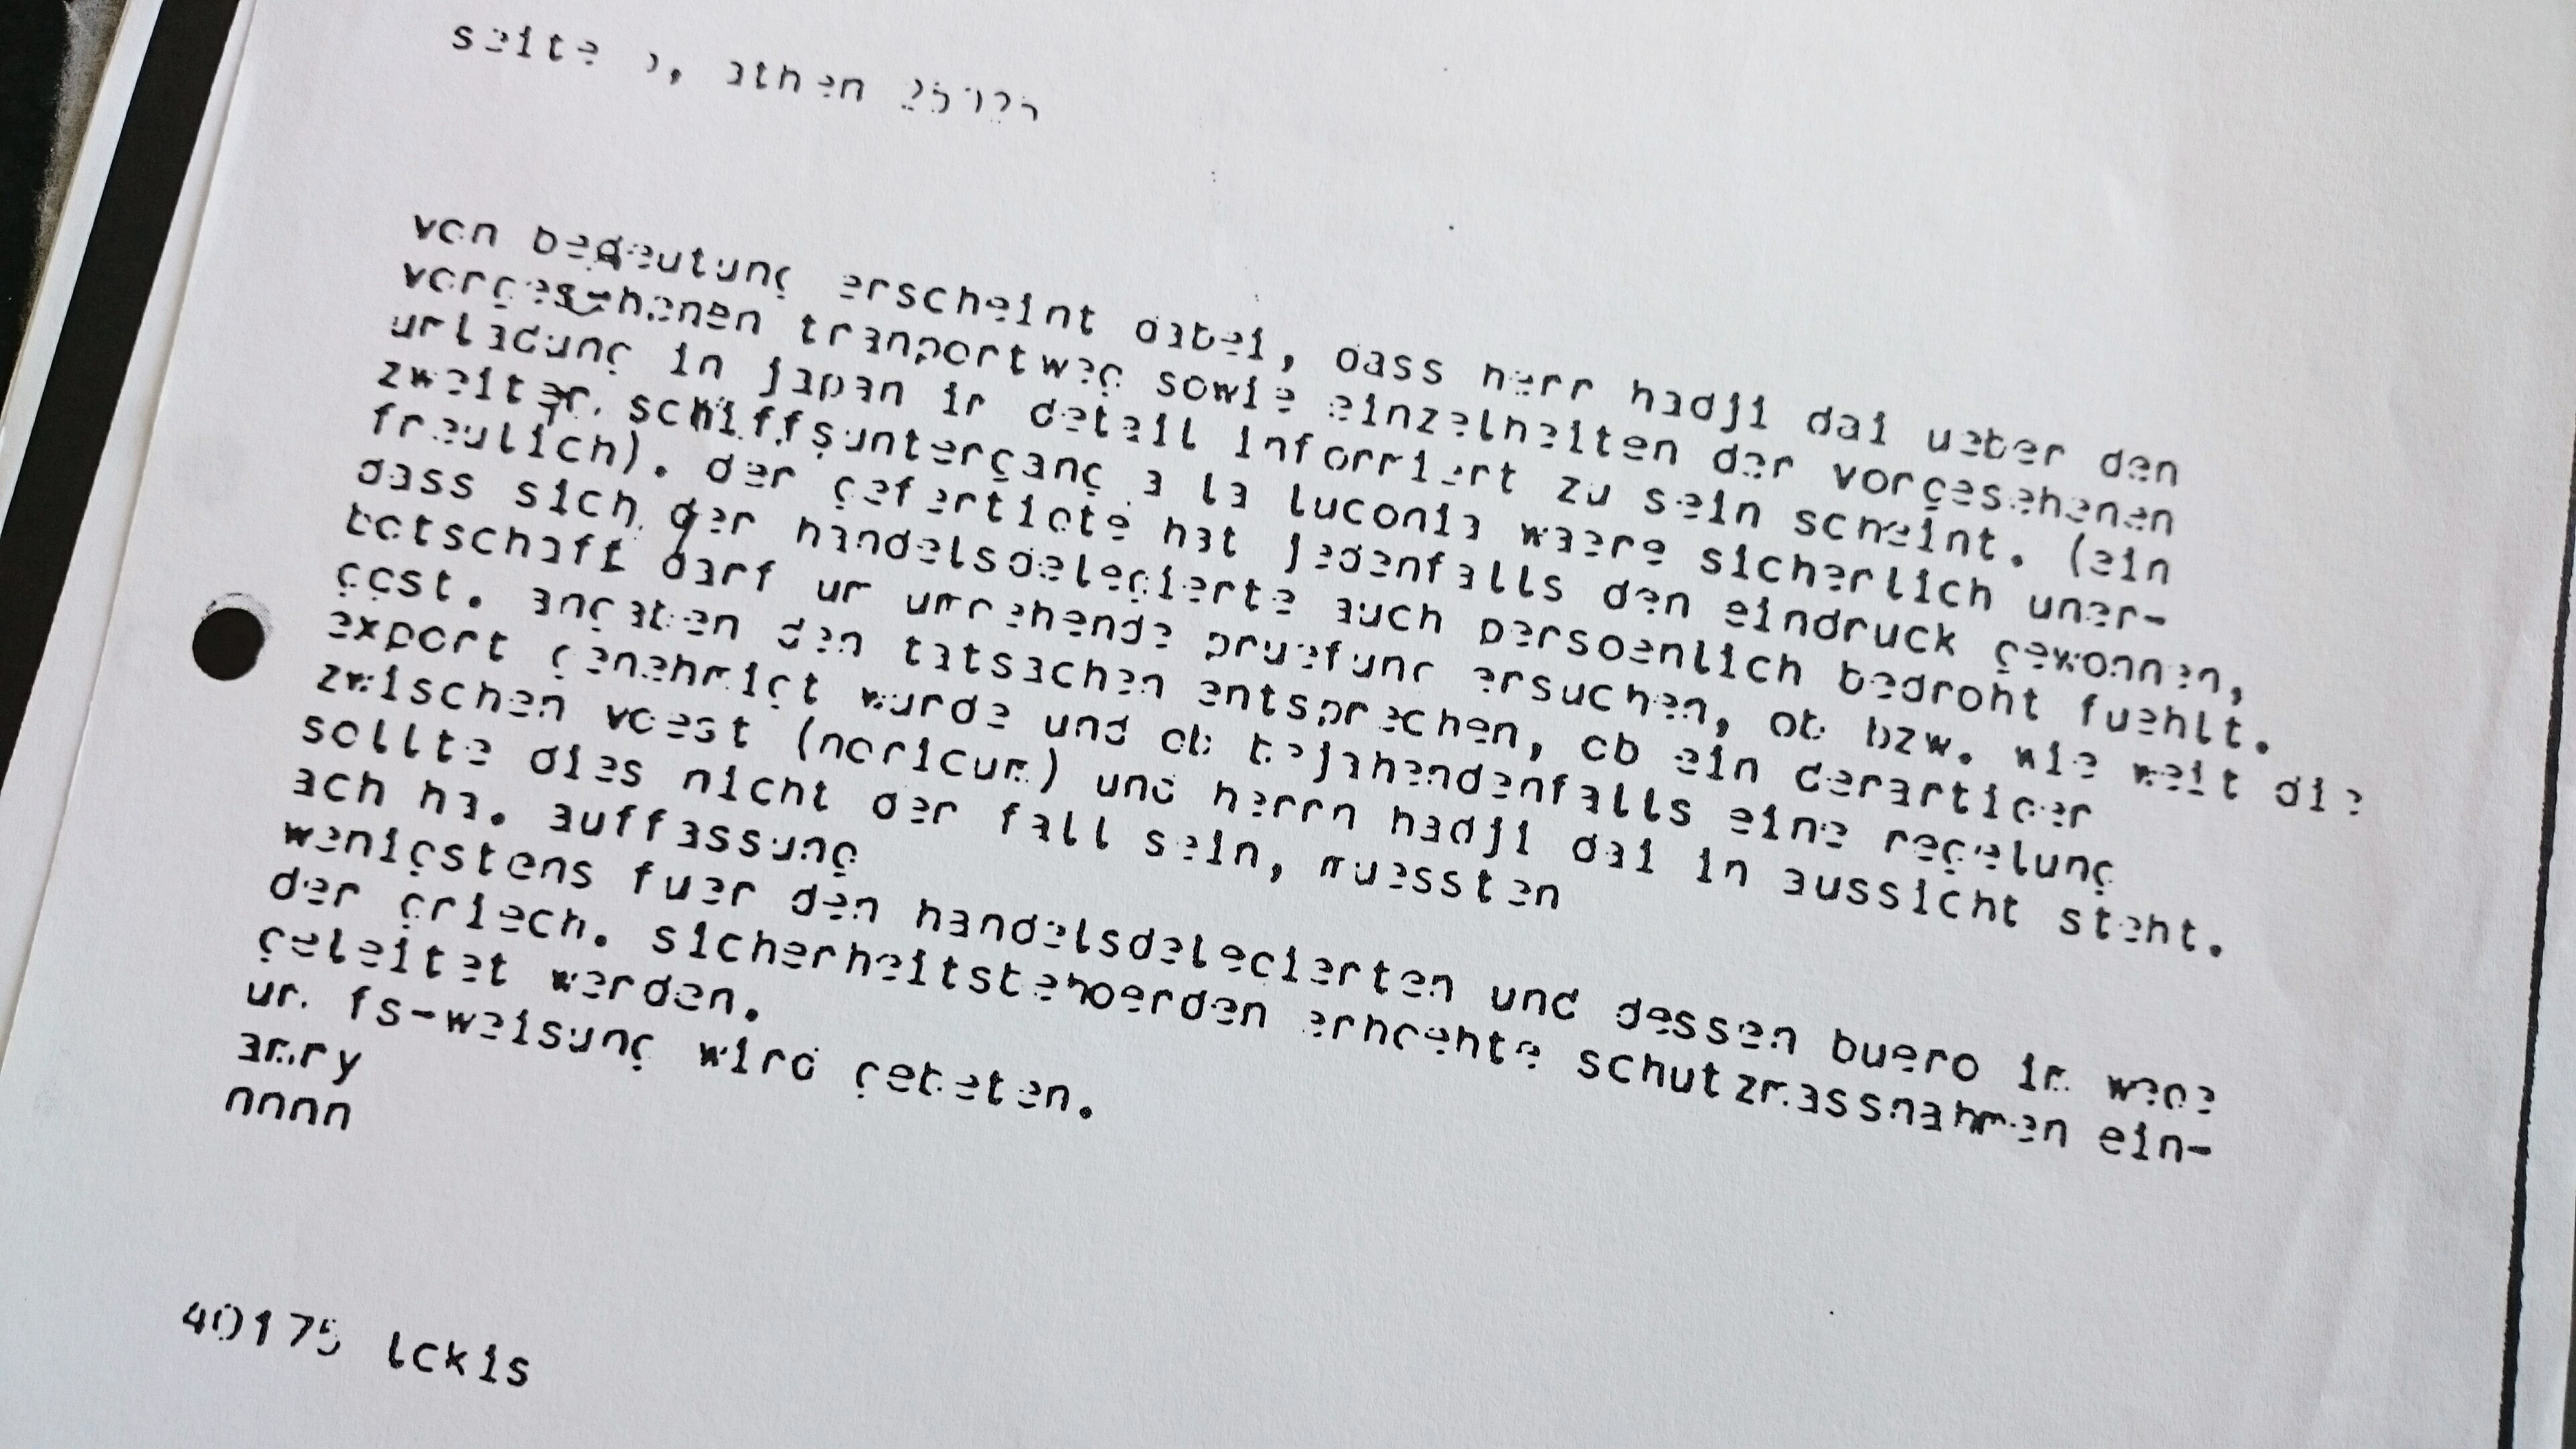 seite , athen
von bedeutung erscheint dabei, dass herr hadji dai ueber den
vorgesehenen tranportweg sowie einzelheiten der vorgesehenen
umladung in japan im detail informiert zu sein scheint. (ein
zweiter schiffsuntergang a la luconia waere sicherlich uner-
freulich). der gefertigte hat jedenfalls den eindruck gewonnen,
dass sich der handelsdelegierte auch persoenlich bedroht fuehlt.
botschaft darf um umgehende pruefung ersuchen, ob bzw. wie weit die
ggst. angaben den tatsachen entsprechen, ob ein derartiger
export genehmigt wurde und ob bejahendenfalls eine regelung
zwischen voest (noricum) und herrn hadji dai in aussicht steht.
sollte dies nicht der fall sein, muessten
ach ha. auffassung
wenigstens fuer den handelsdelegierten und dessen buero im wege
der griech. sicherheitsbehoerden erhoehte schutzmassnahmen ein-
geleitet werden.
um fs-weisung wird gebeten.
amry
nnnn
40175 lckis